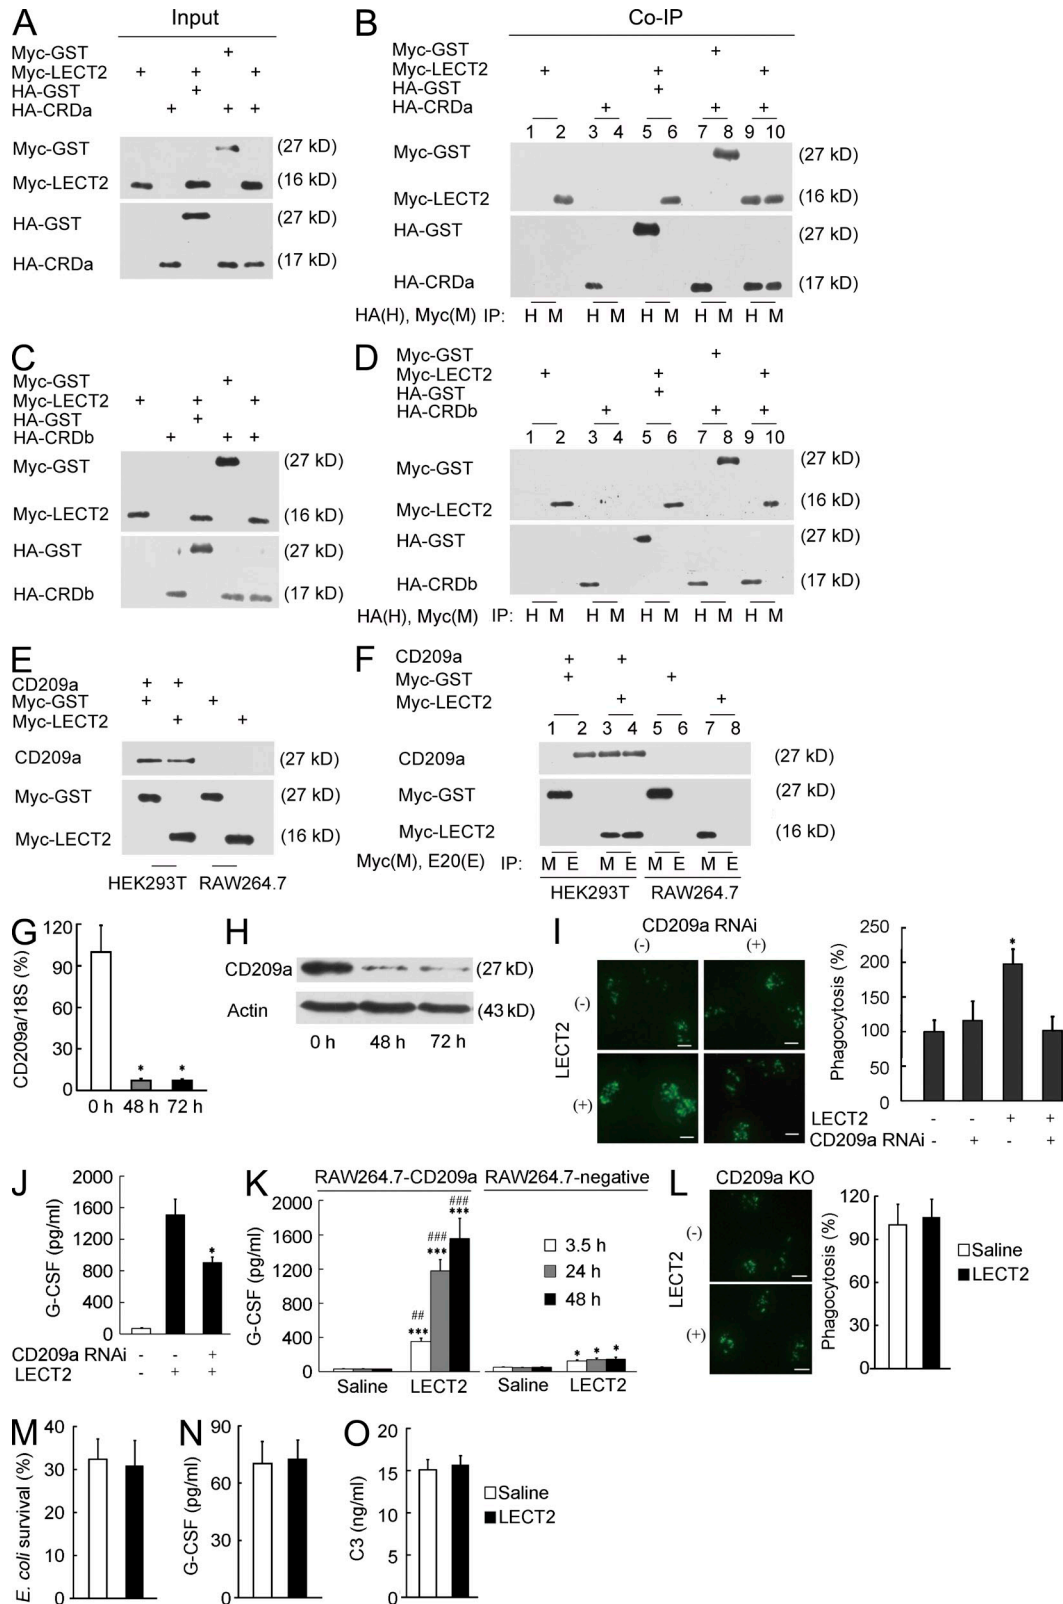 A
Input
Myc-GST +
Myc-LECT2 + + +
HA-GST +
HA-CRDa + + +
Myc-GST (27 kD)
Myc-LECT2 (16 kD)
HA-GST (27 kD)
HA-CRDa (17 kD)
B
Co-IP
Myc-GST +
Myc-LECT2 + + +
HA-GST +
HA-CRDa + + +
1 2 3 4 5 6 7 8 9 10
Myc-GST (27 kD)
Myc-LECT2 (16 kD)
HA-GST (27 kD)
HA-CRDa (17 kD)
HA(H), Myc(M) IP: H M H M H M H M H M
C
Myc-GST +
Myc-LECT2 + + +
HA-GST +
HA-CRDb + + +
Myc-GST (27 kD)
Myc-LECT2 (16 kD)
HA-GST (27 kD)
HA-CRDb (17 kD)
D
Myc-GST +
Myc-LECT2 + + +
HA-GST +
HA-CRDb + + +
1 2 3 4 5 6 7 8 9 10
Myc-GST (27 kD)
Myc-LECT2 (16 kD)
HA-GST (27 kD)
HA-CRDb (17 kD)
HA(H), Myc(M) IP: H M H M H M H M H M
E
CD209a + +
Myc-GST + +
Myc-LECT2 + +
CD209a (27 kD)
Myc-GST (27 kD)
Myc-LECT2 (16 kD)
HEK293T RAW264.7
F
CD209a + +
Myc-GST + +
Myc-LECT2 + +
1 2 3 4 5 6 7 8
CD209a (27 kD)
Myc-GST (27 kD)
Myc-LECT2 (16 kD)
Myc(M), E20(E) IP: M E M E M E M E
HEK293T RAW264.7
G
CD209a/18S (%)
120
90
60
30
0
* *
0 h 48 h 72 h
H
CD209a (27 kD)
Actin (43 kD)
0 h 48 h 72 h
I
CD209a RNAi
(-) (+)
LECT2
(-)
(+)
Phagocytosis (%)
250
200
150
100
50
0
*
LECT2 - - + +
CD209a RNAi - + - +
J
G-CSF (pg/ml)
2000
1600
1200
800
400
0
*
CD209a RNAi - - +
LECT2 - + +
K
RAW264.7-CD209a RAW264.7-negative
G-CSF (pg/ml)
2000
1600
1200
800
400
0
## ### ###
*** *** ***
* * *
3.5 h
24 h
48 h
Saline LECT2 Saline LECT2
L
CD209a KO
LECT2
(-)
(+)
Phagocytosis (%)
120
90
60
30
0
Saline
LECT2
M
E. coli survival (%)
40
30
20
10
0
N
G-CSF (pg/ml)
90
60
30
0
O
C3 (ng/ml)
20
15
10
5
0
Saline
LECT2